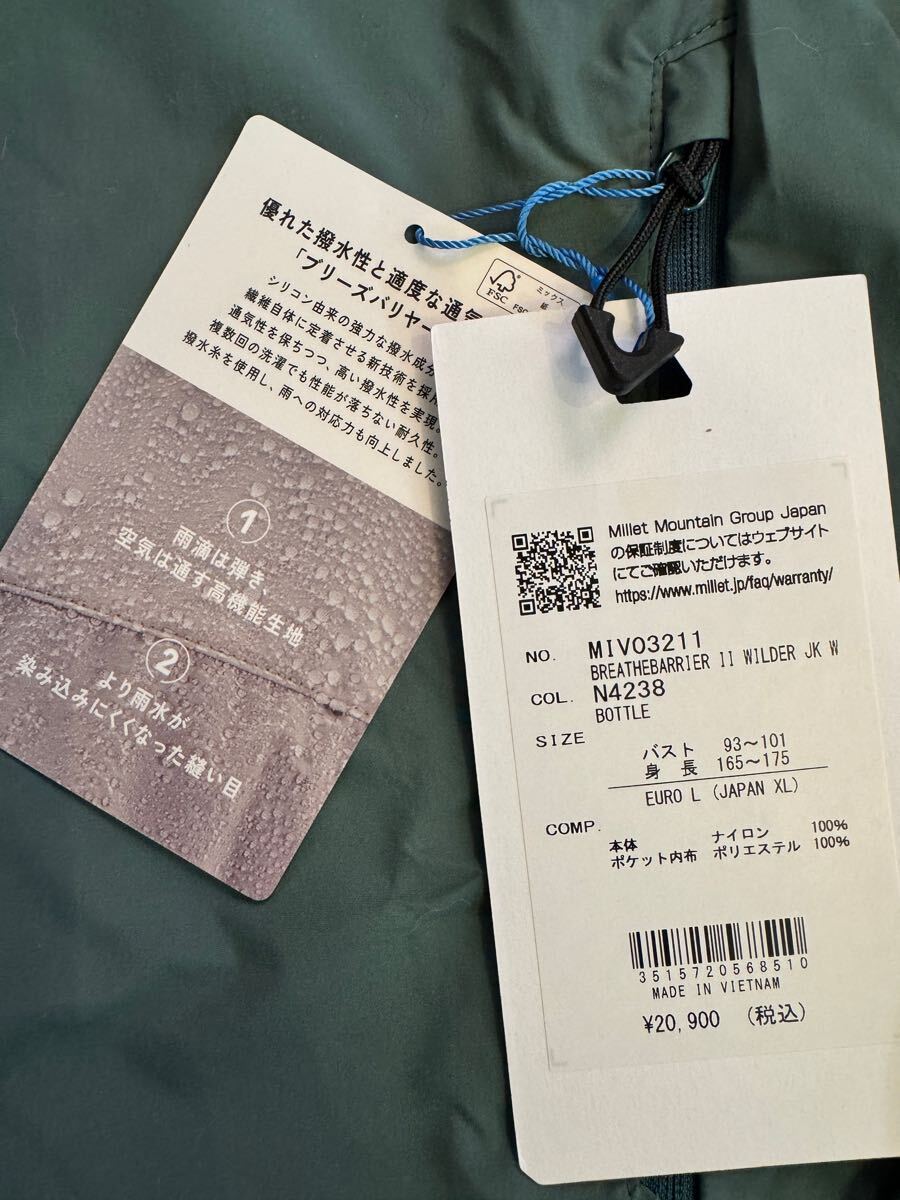 優れた撥水性と適度な通気
「ブリーズバリヤー
シリコン由来の強力な撥水成分
繊維自体に定着させる新技術を採用
通気性を保ちつつ、高い撥水性を実現。
複数回の洗濯でも性能が落ちない耐久性。
撥水糸を使用し、雨への対応力も向上しました。
FSC
ミックス
紙
FSC
①
雨滴は弾き、
空気は通す高機能生地
②
より雨水が
染み込みにくくなった縫い目
Millet Mountain Group Japan
の保証制度についてはウェブサイト
にてご確認いただけます。
https://www.millet.jp/faq/warranty/
NO. MIV03211
BREATHEBARRIER II WILDER JK W
COL. N4238
BOTTLE
SIZE
バスト 93～101
身長 165～175
EURO L (JAPAN XL)
COMP.
本体 ナイロン 100%
ポケット内布 ポリエステル 100%
3515720568510
MADE IN VIETNAM
¥20,900 (税込)